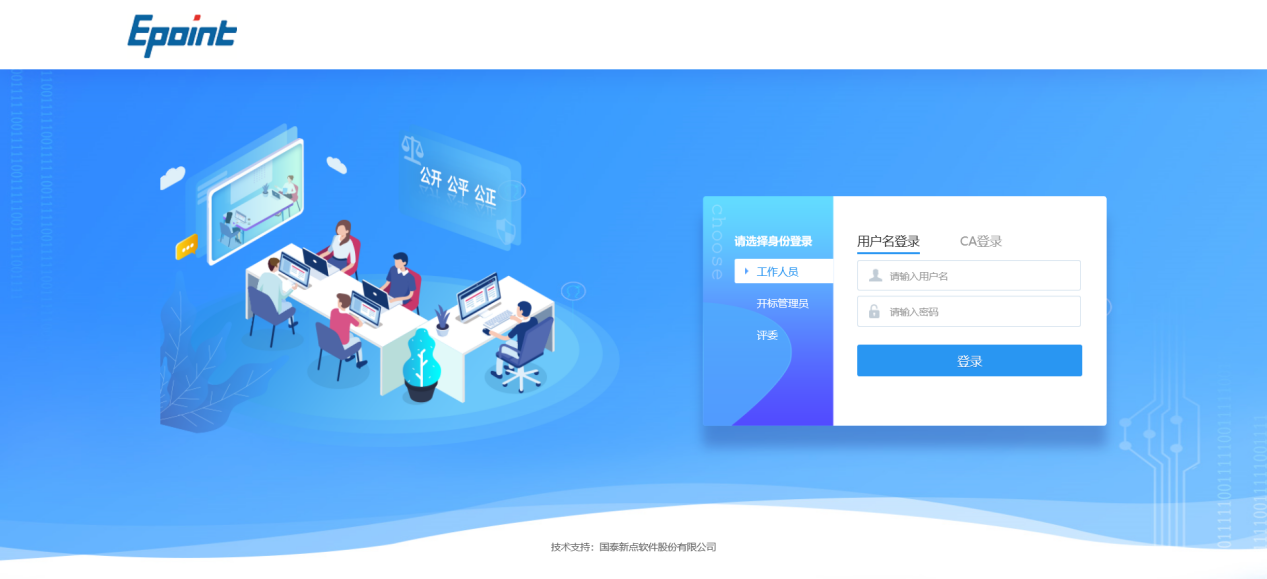 Epoint
公开 公平 公正
choose
请选择身份登录
工作人员
开标管理员
评委
用户名登录 CA登录
请输入用户名
请输入密码
登录
技术支持：国泰新点软件股份有限公司